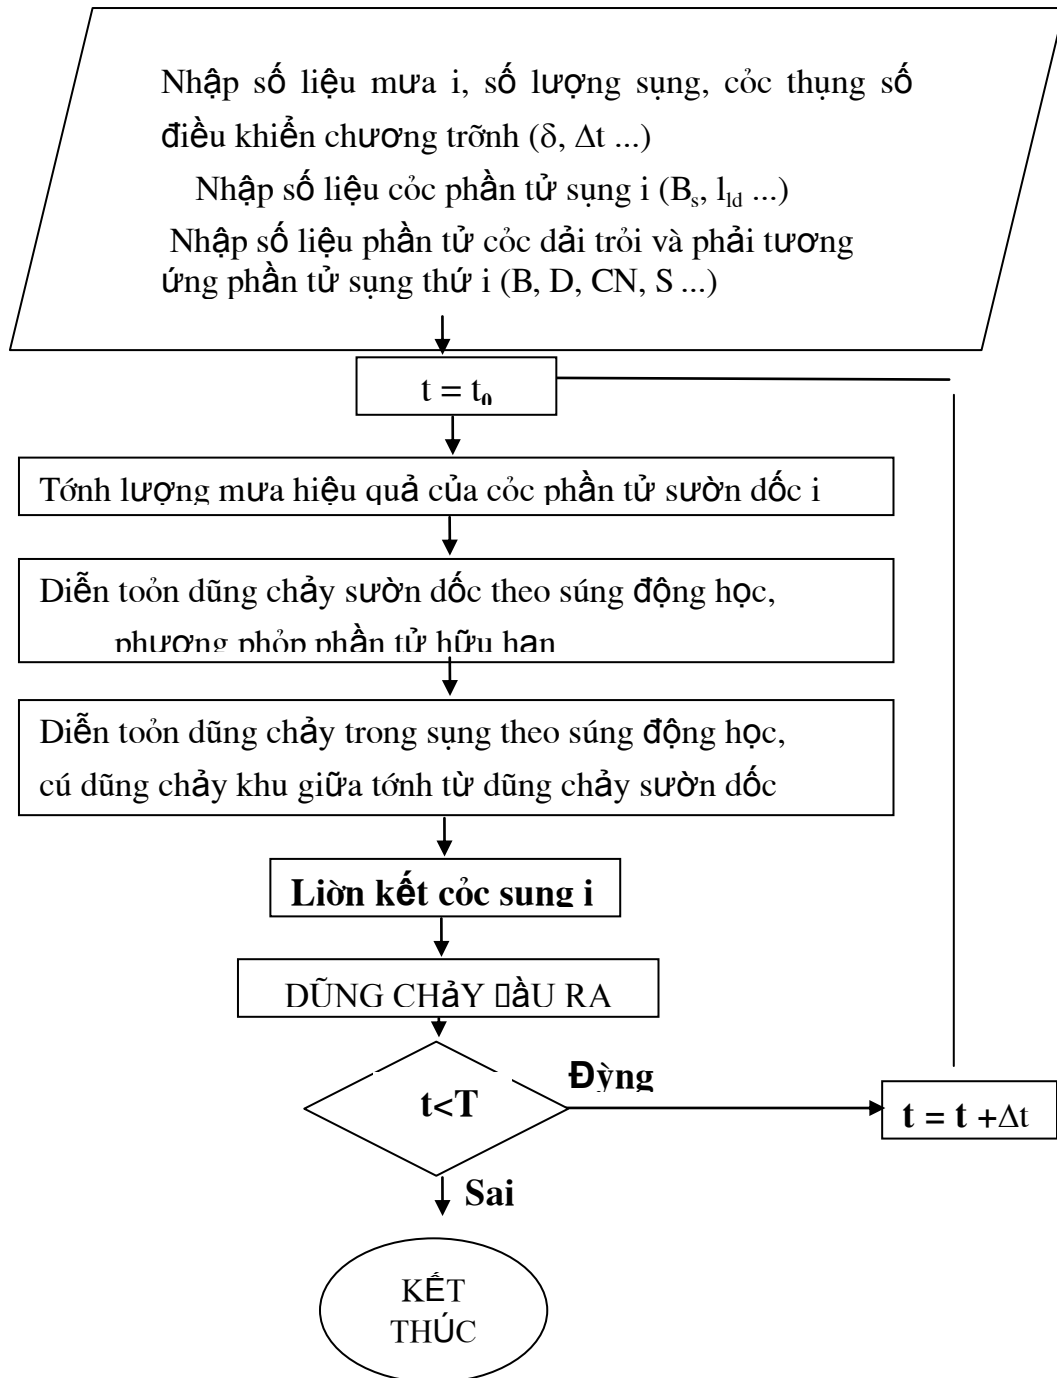 Nhập số liệu mưa i, số lượng sụng, cỏc thụng số
điều khiển chương trỡnh (δ, Δt ...)
Nhập số liệu cỏc phần tử sụng i (Bs, lld ...)
Nhập số liệu phần tử cỏc dải trỏi và phải tương
ứng phần tử sụng thứ i (B, D, CN, S ...)
t = t0
Tớnh lượng mưa hiệu quả của cỏc phần tử sườn dốc i
Diễn toỏn dũng chảy sườn dốc theo súng động học,
phương phỏp phần tử hữu hạn
Diễn toỏn dũng chảy trong sụng theo súng động học,
cú dũng chảy khu giữa tớnh từ dũng chảy sườn dốc
Liờn kết cỏc sung i
DŨNG CHảY ầU RA
t<T
Đỳng
t = t +Δt
Sai
KẾT
THÚC